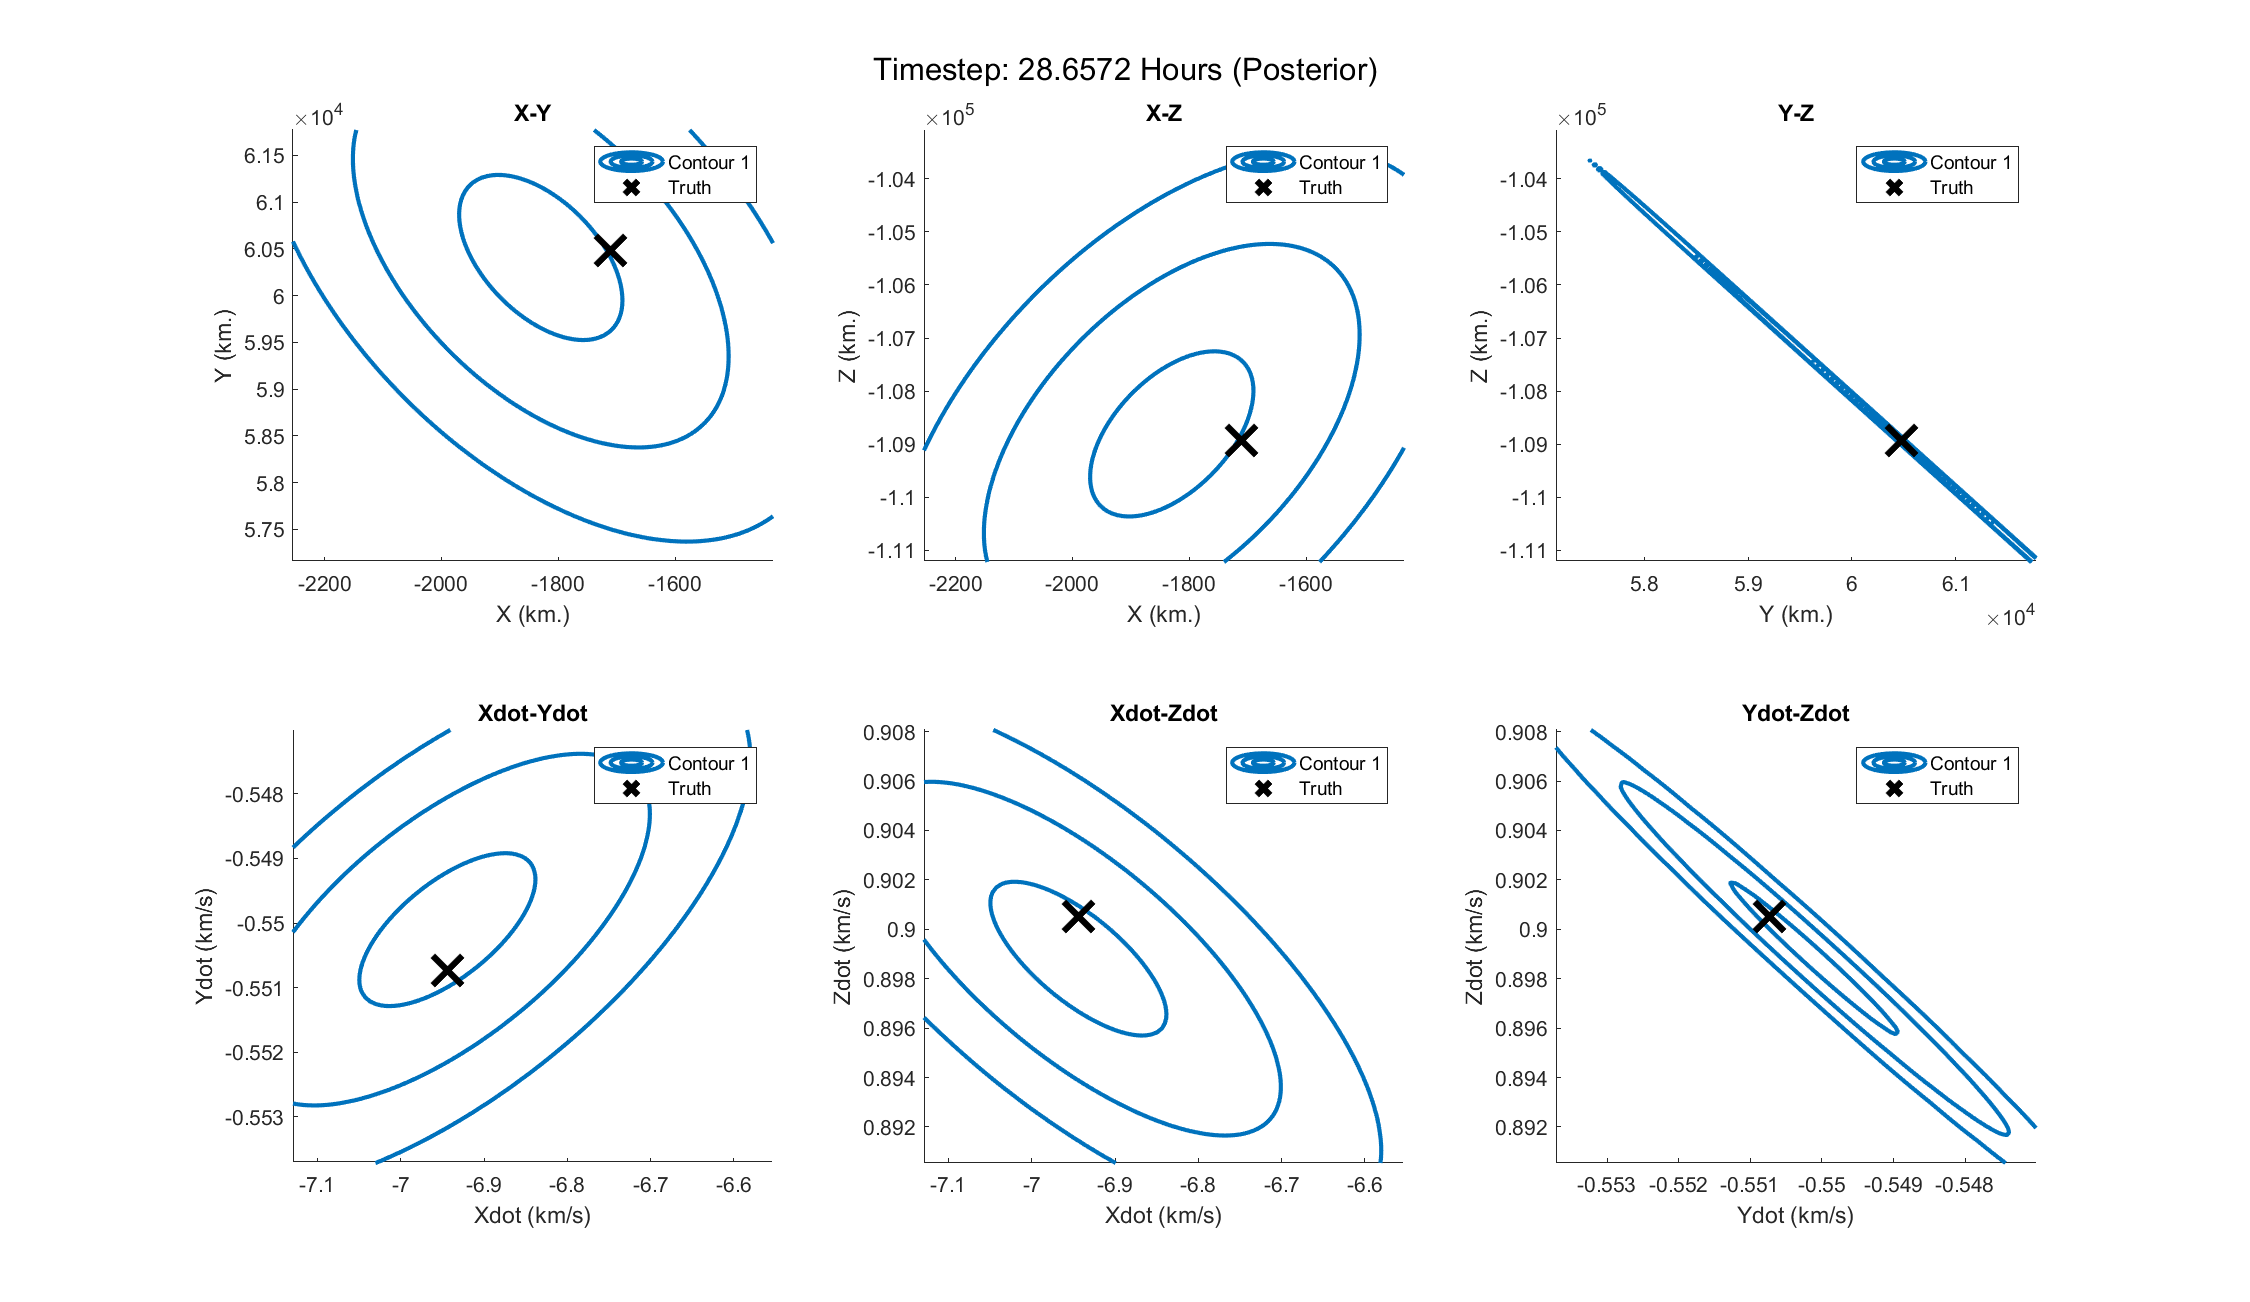 Timestep: 28.6572 Hours (Posterior)
X-Y
×10⁴
6.15
6.1
6.05
6
5.95
5.9
5.85
5.8
5.75
Y (km.)
-2200 -2000 -1800 -1600
X (km.)
Contour 1
Truth
X-Z
×10⁵
-1.04
-1.05
-1.06
-1.07
-1.08
-1.09
-1.1
-1.11
Z (km.)
-2200 -2000 -1800 -1600
X (km.)
Contour 1
Truth
Y-Z
×10⁵
-1.04
-1.05
-1.06
-1.07
-1.08
-1.09
-1.1
-1.11
Z (km.)
5.8 5.9 6 6.1
Y (km.)
×10⁴
Contour 1
Truth
Xdot-Ydot
-0.548
-0.549
-0.55
-0.551
-0.552
-0.553
Ydot (km/s)
-7.1 -7 -6.9 -6.8 -6.7 -6.6
Xdot (km/s)
Contour 1
Truth
Xdot-Zdot
0.908
0.906
0.904
0.902
0.9
0.898
0.896
0.894
0.892
Zdot (km/s)
-7.1 -7 -6.9 -6.8 -6.7 -6.6
Xdot (km/s)
Contour 1
Truth
Ydot-Zdot
0.908
0.906
0.904
0.902
0.9
0.898
0.896
0.894
0.892
Zdot (km/s)
-0.553 -0.552 -0.551 -0.55 -0.549 -0.548
Ydot (km/s)
Contour 1
Truth